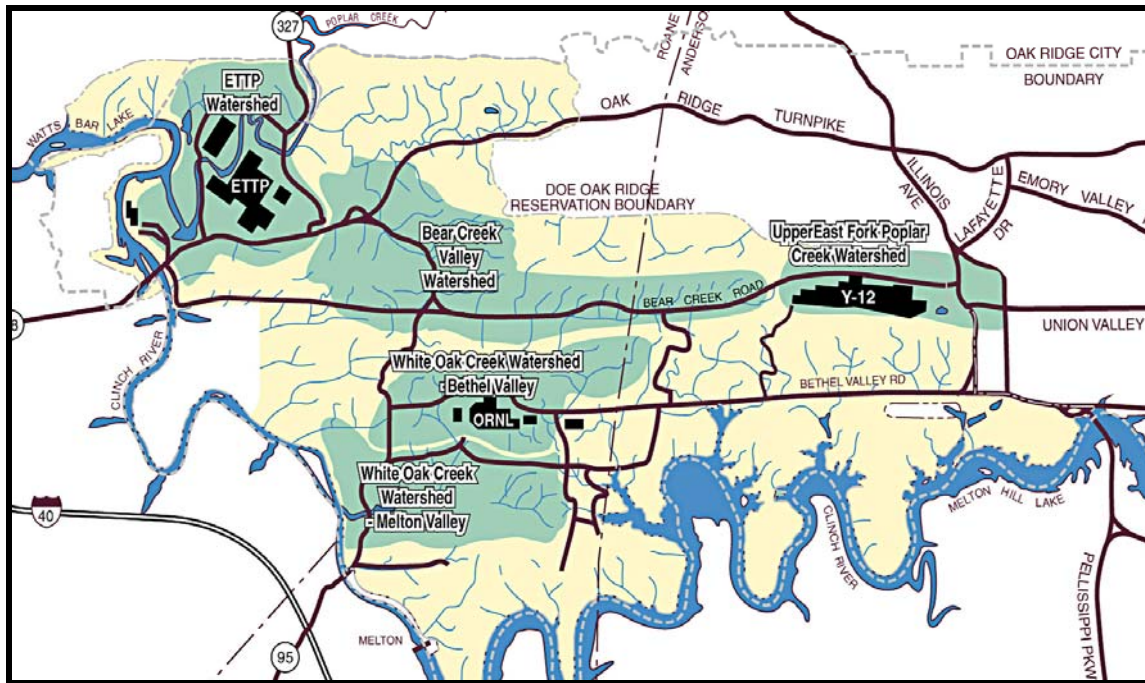 327
POPLAR CREEK
ROANE
ANDERSON
OAK RIDGE CITY
BOUNDARY
ETTP
Watershed
WATTS BAR LAKE
OAK RIDGE TURNPIKE
ETTP
ILLINOIS
AVE
LAFAYETTE
DR
EMORY VALLEY
DOE OAK RIDGE
RESERVATION BOUNDARY
Bear Creek
Valley
Watershed
UpperEast Fork Poplar
Creek Watershed
BEAR CREEK ROAD
Y-12
8
UNION VALLEY
CLINCH RIVER
White Oak Creek Watershed
- Bethel Valley
BETHEL VALLEY RD
ORNL
White Oak Creek
Watershed
- Melton Valley
40
CLINCH
RIVER
MELTON HILL LAKE
PELLISSIPPI PKW
MELTON
95